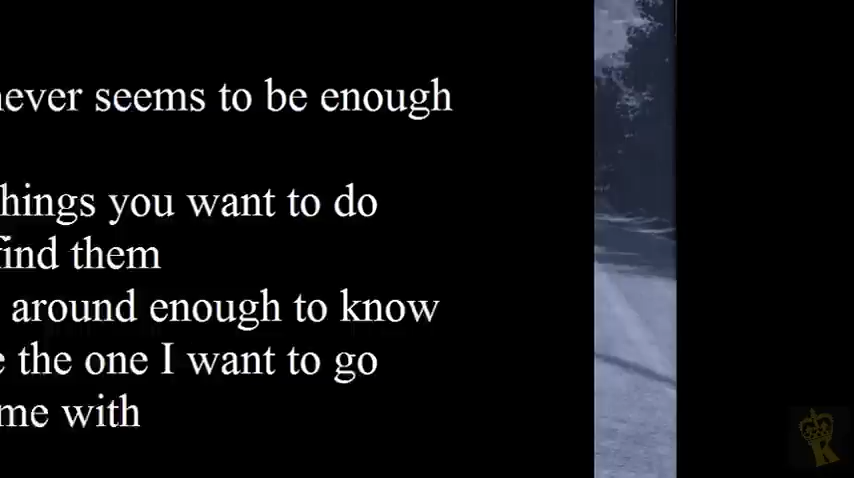 never seems to be enough
things you want to do
find them
around enough to know
the one I want to go
me with